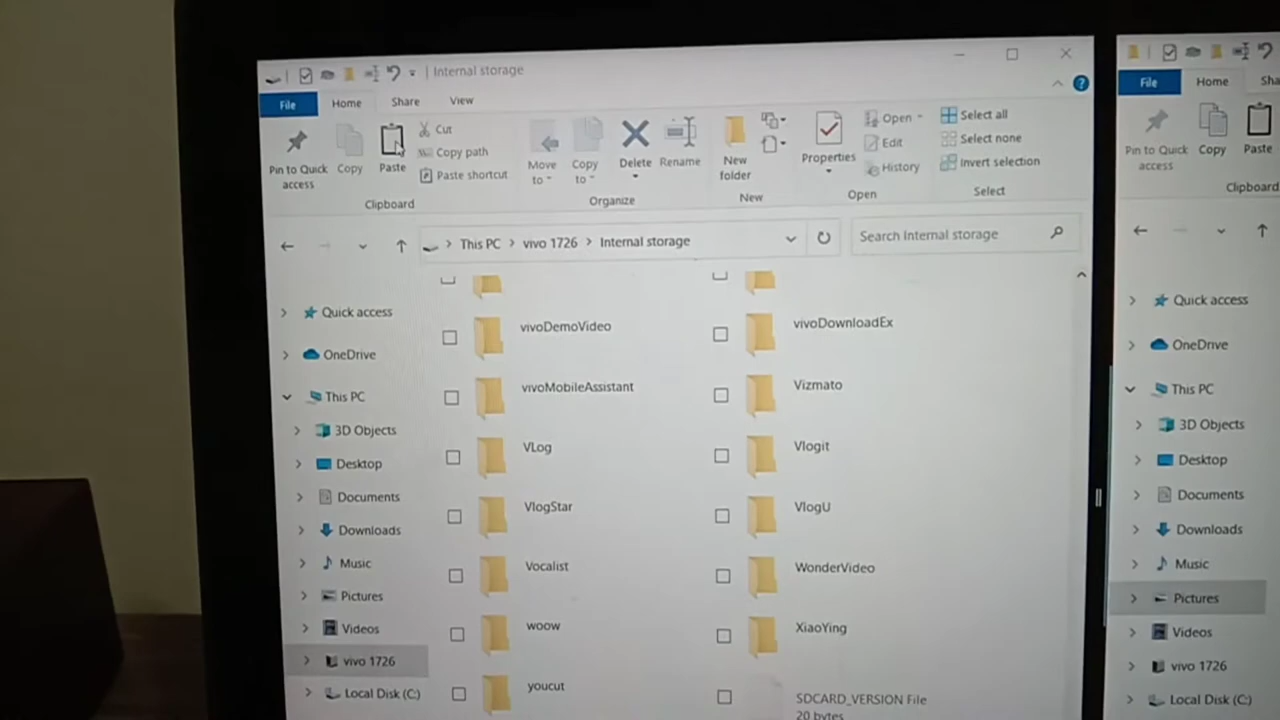 Internal storage
File Home Share View
Pin to Quick access
Copy
Paste
Cut
Copy path
Paste shortcut
Clipboard
Move to
Copy to
Delete
Rename
Organize
New folder
New
Properties
Open
Edit
History
Open
Select all
Select none
Invert selection
Select
This PC > vivo 1726 > Internal storage
Search Internal storage
Quick access
OneDrive
This PC
3D Objects
Desktop
Documents
Downloads
Music
Pictures
Videos
vivo 1726
Local Disk (C:)
vivoDemoVideo
vivoDownloadEx
vivoMobileAssistant
Vizmato
VLog
Vlogit
VlogStar
VlogU
Vocalist
WonderVideo
woow
XiaoYing
youcut
SDCARD_VERSION File
20 bytes
File Home Sha
Pin to Quick access
Copy
Paste
Clipboard
Quick access
OneDrive
This PC
3D Objects
Desktop
Documents
Downloads
Music
Pictures
Videos
vivo 1726
Local Disk (C:)